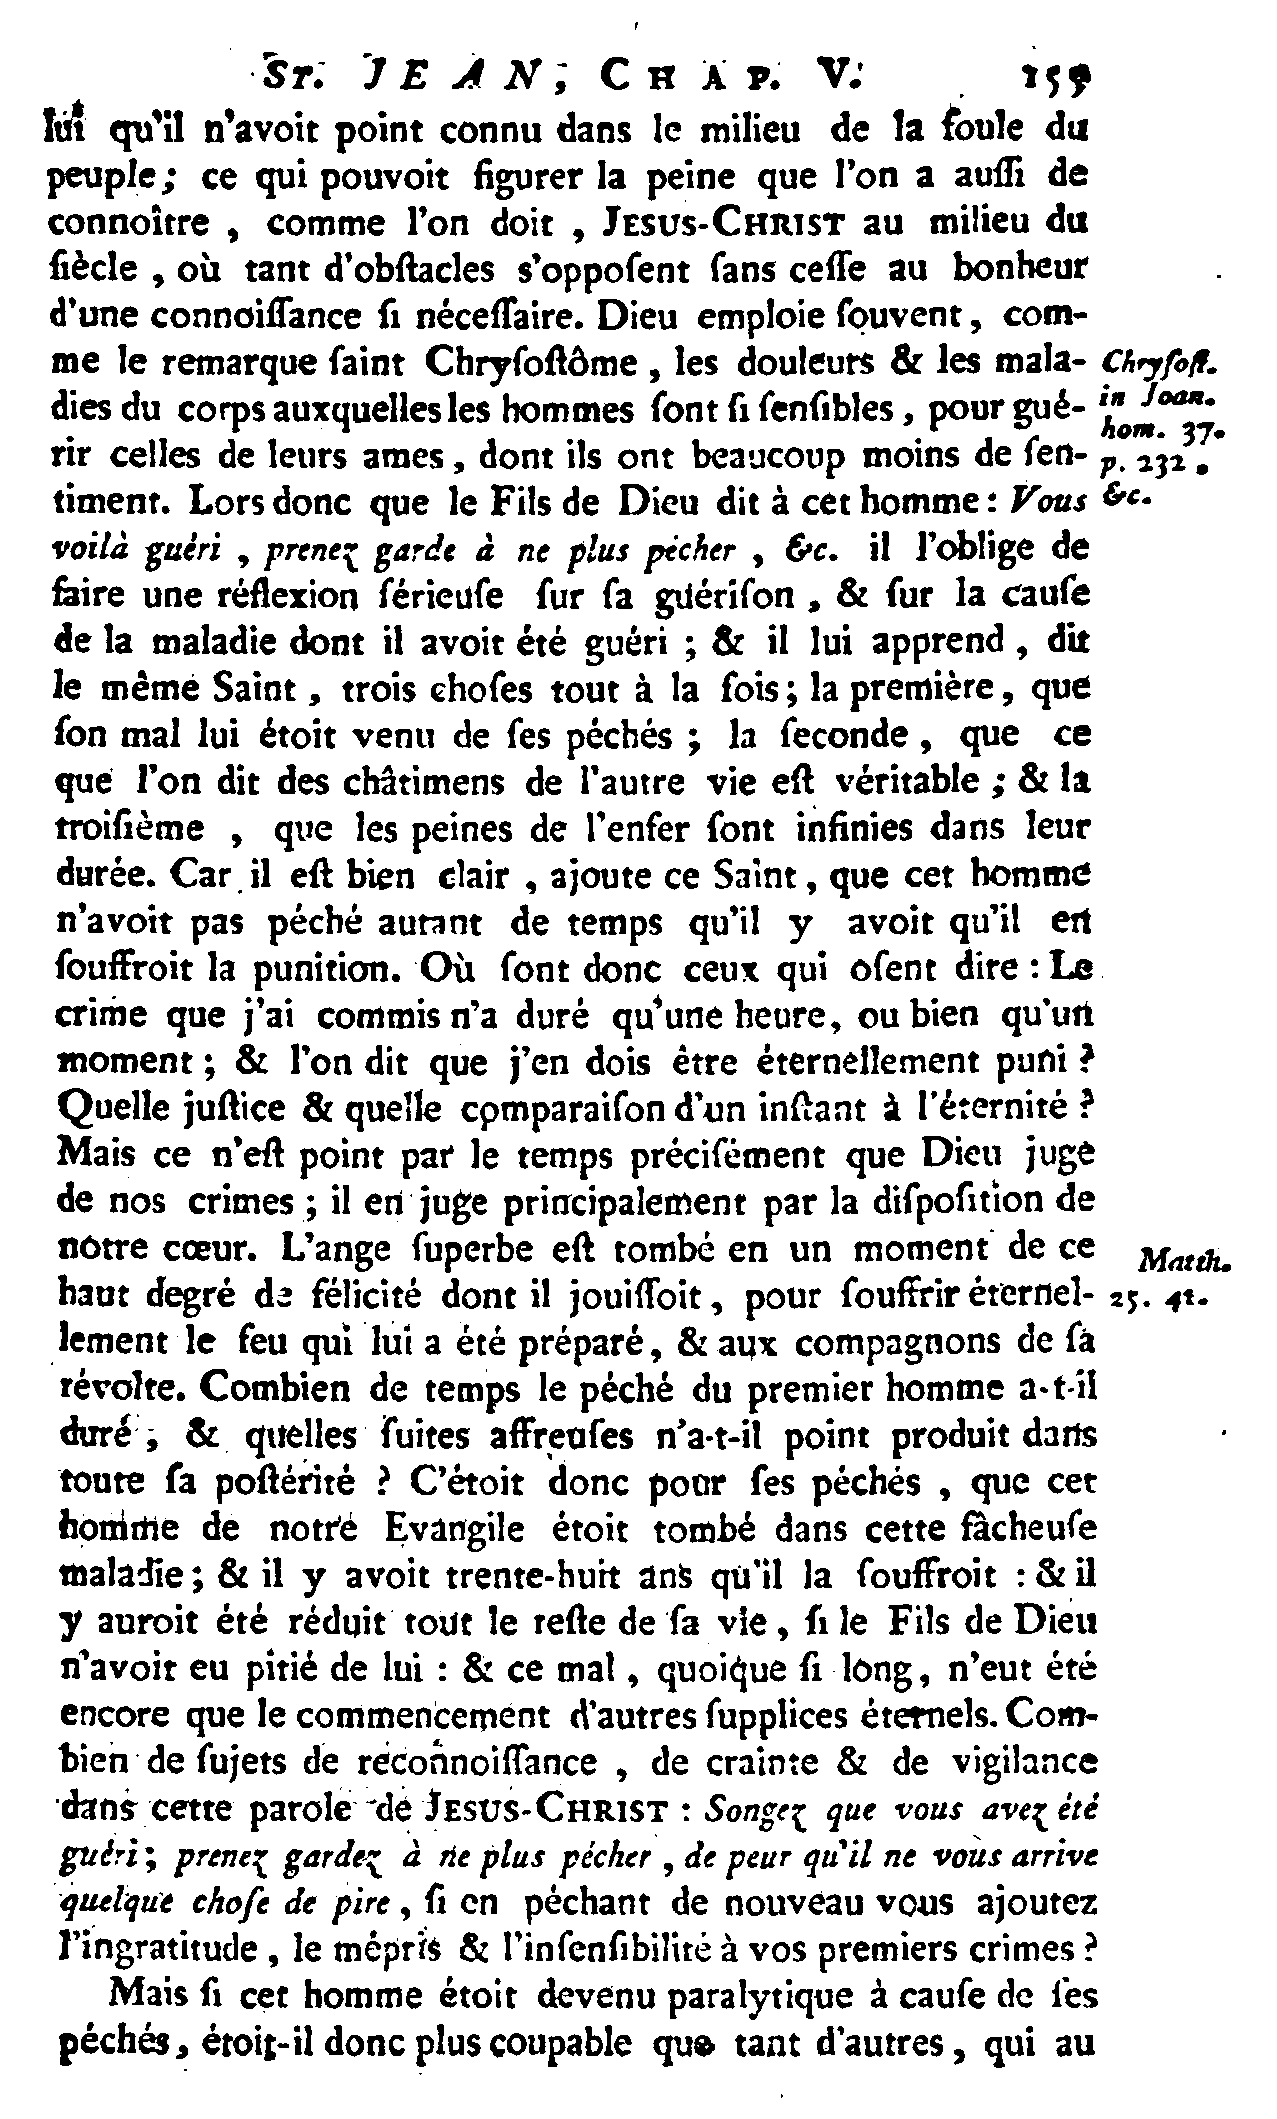 St. JEAN, CHAP. V. 159
lui qu'il n'avoit point connu dans le milieu de la foule du
peuple; ce qui pouvoit figurer la peine que l'on a auſſi de
connoître, comme l'on doit, JESUS-CHRIST au milieu du
ſiècle, où tant d'obſtacles s'oppoſent ſans ceſſe au bonheur
d'une connoiſſance ſi néceſſaire. Dieu emploie ſouvent, com-
me le remarque ſaint Chryſoſtôme, les douleurs & les mala-
dies du corps auxquelles les hommes ſont ſi ſenſibles, pour gué-
rir celles de leurs ames, dont ils ont beaucoup moins de ſen-
timent. Lors donc que le Fils de Dieu dit à cet homme: Vous
voilà guéri, prenez garde à ne plus pécher, &c. il l'oblige de
faire une réflexion ſérieuſe ſur ſa guériſon, & ſur la cauſe
de la maladie dont il avoit été guéri; & il lui apprend, dit
le même Saint, trois choſes tout à la fois; la première, que
ſon mal lui étoit venu de ſes péchés; la ſeconde, que ce
que l'on dit des châtimens de l'autre vie eſt véritable; & la
troiſième, que les peines de l'enfer ſont infinies dans leur
durée. Car il eſt bien clair, ajoute ce Saint, que cet homme
n'avoit pas péché autant de temps qu'il y avoit qu'il en
ſouffroit la punition. Où ſont donc ceux qui oſent dire: Le
crime que j'ai commis n'a duré qu'une heure, ou bien qu'un
moment; & l'on dit que j'en dois être éternellement puni?
Quelle juſtice & quelle comparaiſon d'un inſtant à l'éternité?
Mais ce n'eſt point par le temps préciſément que Dieu juge
de nos crimes; il en juge principalement par la diſpoſition de
notre cœur. L'ange ſuperbe eſt tombé en un moment de ce
haut degré de félicité dont il jouiſſoit, pour ſouffrir éternel-
lement le feu qui lui a été préparé, & aux compagnons de ſa
révolte. Combien de temps le péché du premier homme a-t-il
duré; & quelles ſuites affreuſes n'a-t-il point produit dans
toute ſa poſtérité? C'étoit donc pour ſes péchés, que cet
homme de notre Evangile étoit tombé dans cette fâcheuſe
maladie; & il y avoit trente-huit ans qu'il la ſouffroit: & il
y auroit été réduit tout le reſte de ſa vie, ſi le Fils de Dieu
n'avoit eu pitié de lui: & ce mal, quoique ſi long, n'eut été
encore que le commencement d'autres ſupplices éternels. Com-
bien de ſujets de reconnoiſſance, de crainte & de vigilance
dans cette parole de JESUS-CHRIST: Songez que vous avez été
guéri; prenez gardez à ne plus pécher, de peur qu'il ne vous arrive
quelque choſe de pire, ſi en péchant de nouveau vous ajoutez
l'ingratitude, le mépris & l'inſenſibilité à vos premiers crimes?
Mais ſi cet homme étoit devenu paralytique à cauſe de ſes
péchés, étoit-il donc plus coupable que tant d'autres, qui au
Chryſoſt.
in Joan.
hom. 37.
p. 232.
&c.
Matth.
25. 41.